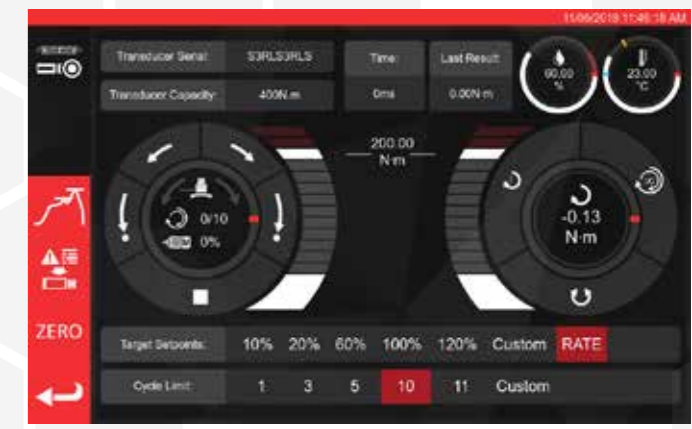 11/06/2019 11:46:18 AM
Transducer Serial: S3RLS3RLS Time: Last Result:
Transducer Capacity: 400N.m 0ms 0.00N·m
60.00 %
23.00 °C
200.00
N·m
0/10
0%
-0.13
N·m
ZERO
Target Setpoints: 10% 20% 60% 100% 120% Custom RATE
Cycle Limit: 1 3 5 10 11 Custom